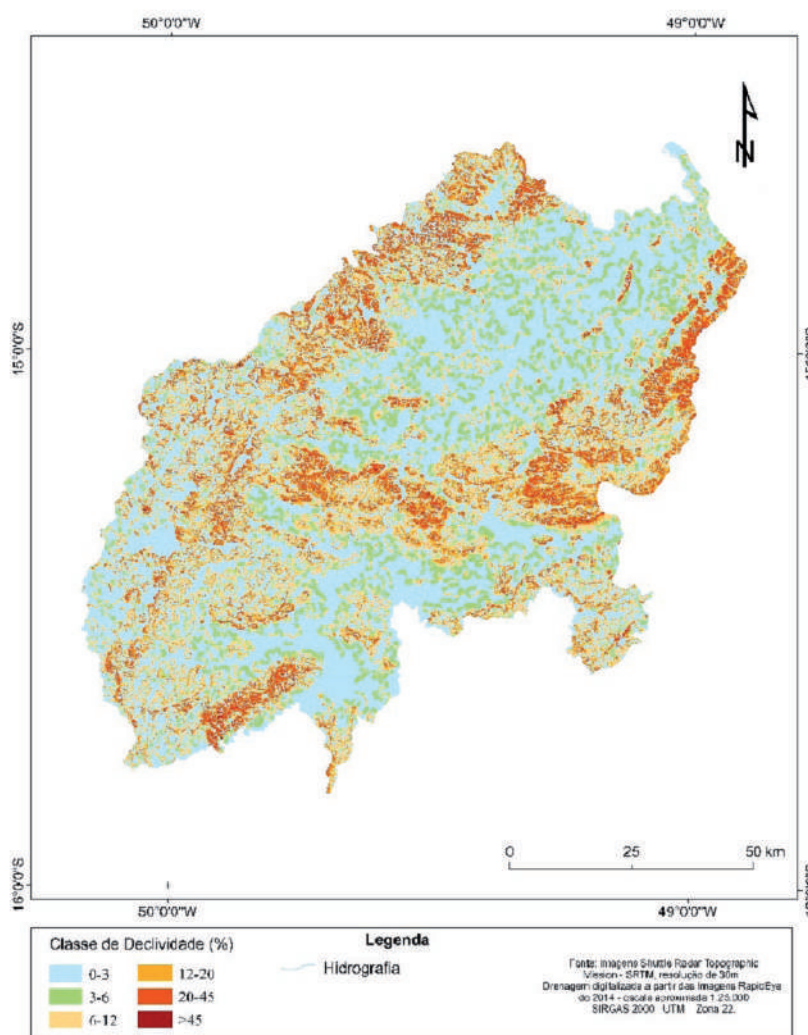 50°0'0"W
49°0'0"W
N
15°0'0"S
16°0'0"S
0
25
50 km
50°0'0"W
49°0'0"W
Legenda
Classe de Declividade (%)
0-3
3-6
6-12
12-20
20-45
>45
Hidrografia
Fonte: Imagens Shuttle Radar Topographic
Mission - SRTM, resolução de 30m
Drenagem digitalizada a partir das Imagens RapidEye
do 2014 - escala aproximada 1:25.000
SIRGAS 2000 UTM Zona 22.